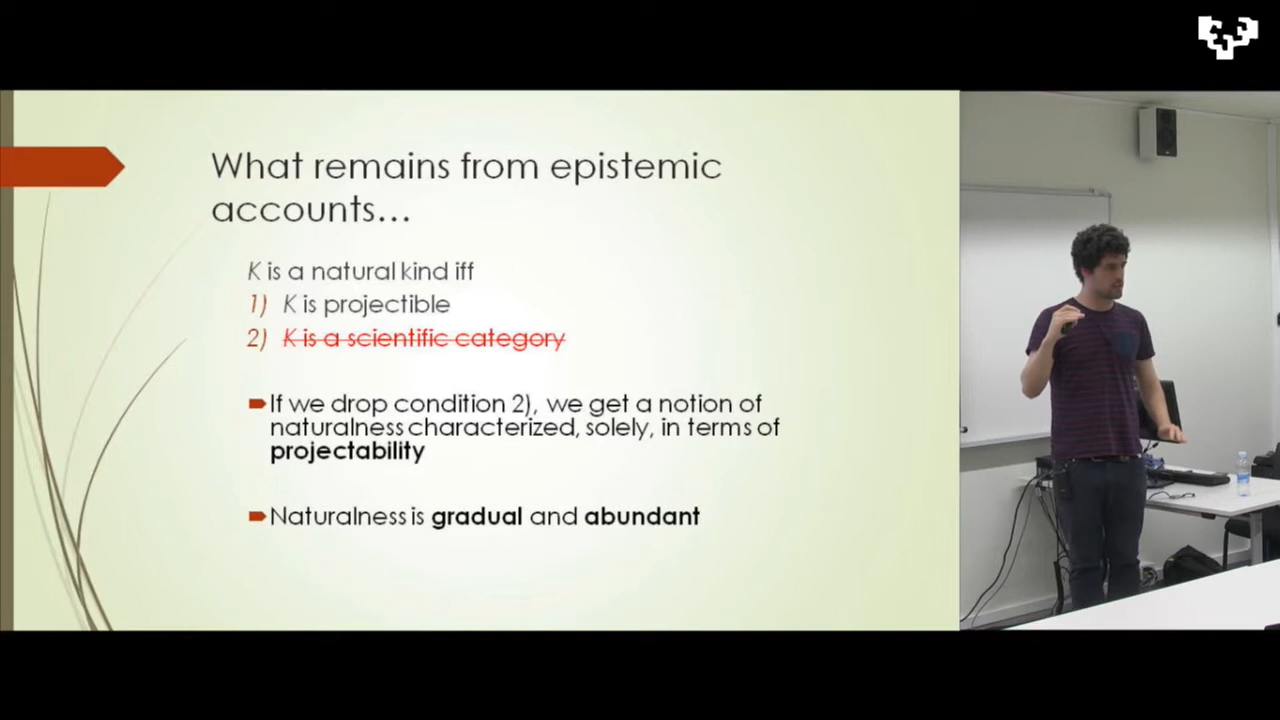 What remains from epistemic
accounts…
K is a natural kind iff
1) K is projectible
2) K is a scientific category
If we drop condition 2), we get a notion of
naturalness characterized, solely, in terms of
projectability
Naturalness is gradual and abundant